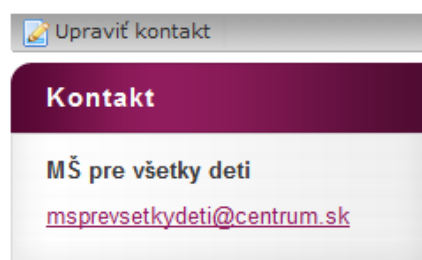 Upraviť kontakt
Kontakt
MŠ pre všetky deti
msprevsetkydeti@centrum.sk